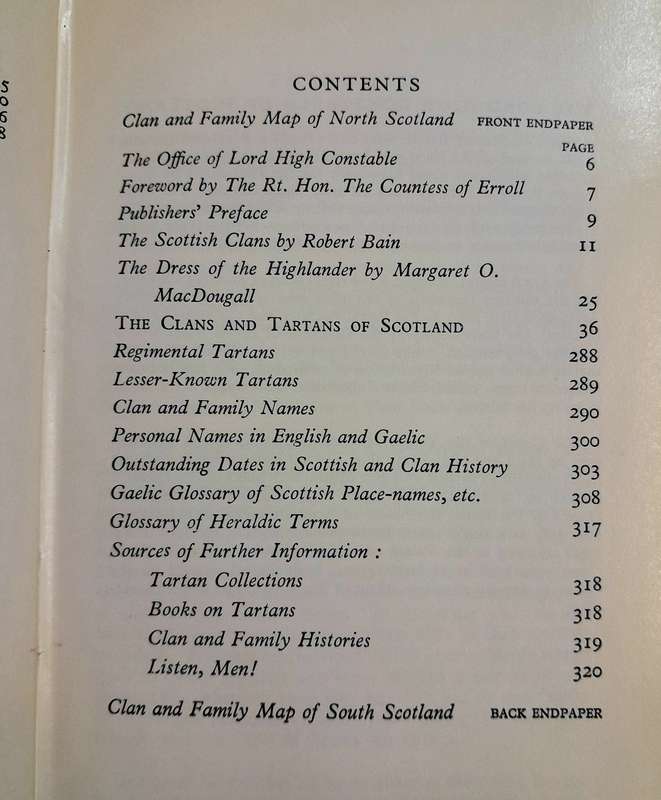 5
0
6
8
CONTENTS
Clan and Family Map of North Scotland FRONT ENDPAPER
PAGE
The Office of Lord High Constable 6
Foreword by The Rt. Hon. The Countess of Erroll 7
Publishers' Preface 9
The Scottish Clans by Robert Bain 11
The Dress of the Highlander by Margaret O.
MacDougall 25
THE CLANS AND TARTANS OF SCOTLAND 36
Regimental Tartans 288
Lesser-Known Tartans 289
Clan and Family Names 290
Personal Names in English and Gaelic 300
Outstanding Dates in Scottish and Clan History 303
Gaelic Glossary of Scottish Place-names, etc. 308
Glossary of Heraldic Terms 317
Sources of Further Information :
Tartan Collections 318
Books on Tartans 318
Clan and Family Histories 319
Listen, Men! 320
Clan and Family Map of South Scotland BACK ENDPAPER